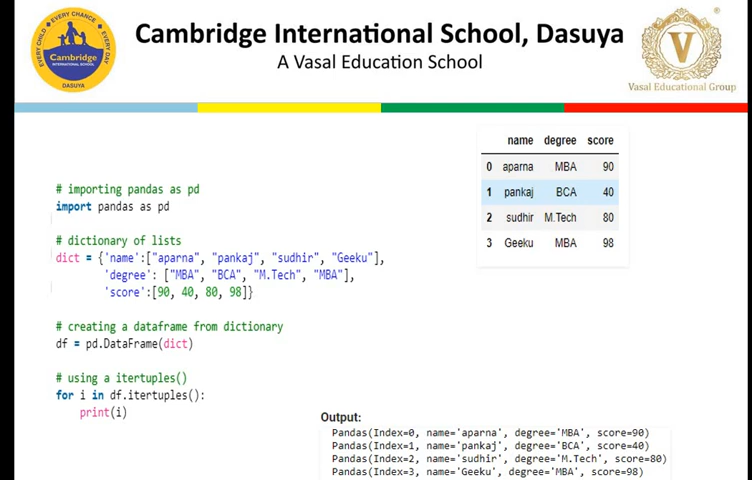 EVERY CHILD • EVERY CHANCE • EVERY DAY
Cambridge
INTERNATIONAL SCHOOL
DASUYA
Cambridge International School, Dasuya
A Vasal Education School
V
®
Vasal Educational Group
name degree score
0 aparna MBA 90
1 pankaj BCA 40
2 sudhir M.Tech 80
3 Geeku MBA 98
# importing pandas as pd
import pandas as pd
# dictionary of lists
dict = {'name':["aparna", "pankaj", "sudhir", "Geeku"],
'degree': ["MBA", "BCA", "M.Tech", "MBA"],
'score':[90, 40, 80, 98]}
# creating a dataframe from dictionary
df = pd.DataFrame(dict)
# using a itertuples()
for i in df.itertuples():
print(i)
Output:
Pandas(Index=0, name='aparna', degree='MBA', score=90)
Pandas(Index=1, name='pankaj', degree='BCA', score=40)
Pandas(Index=2, name='sudhir', degree='M.Tech', score=80)
Pandas(Index=3, name='Geeku', degree='MBA', score=98)